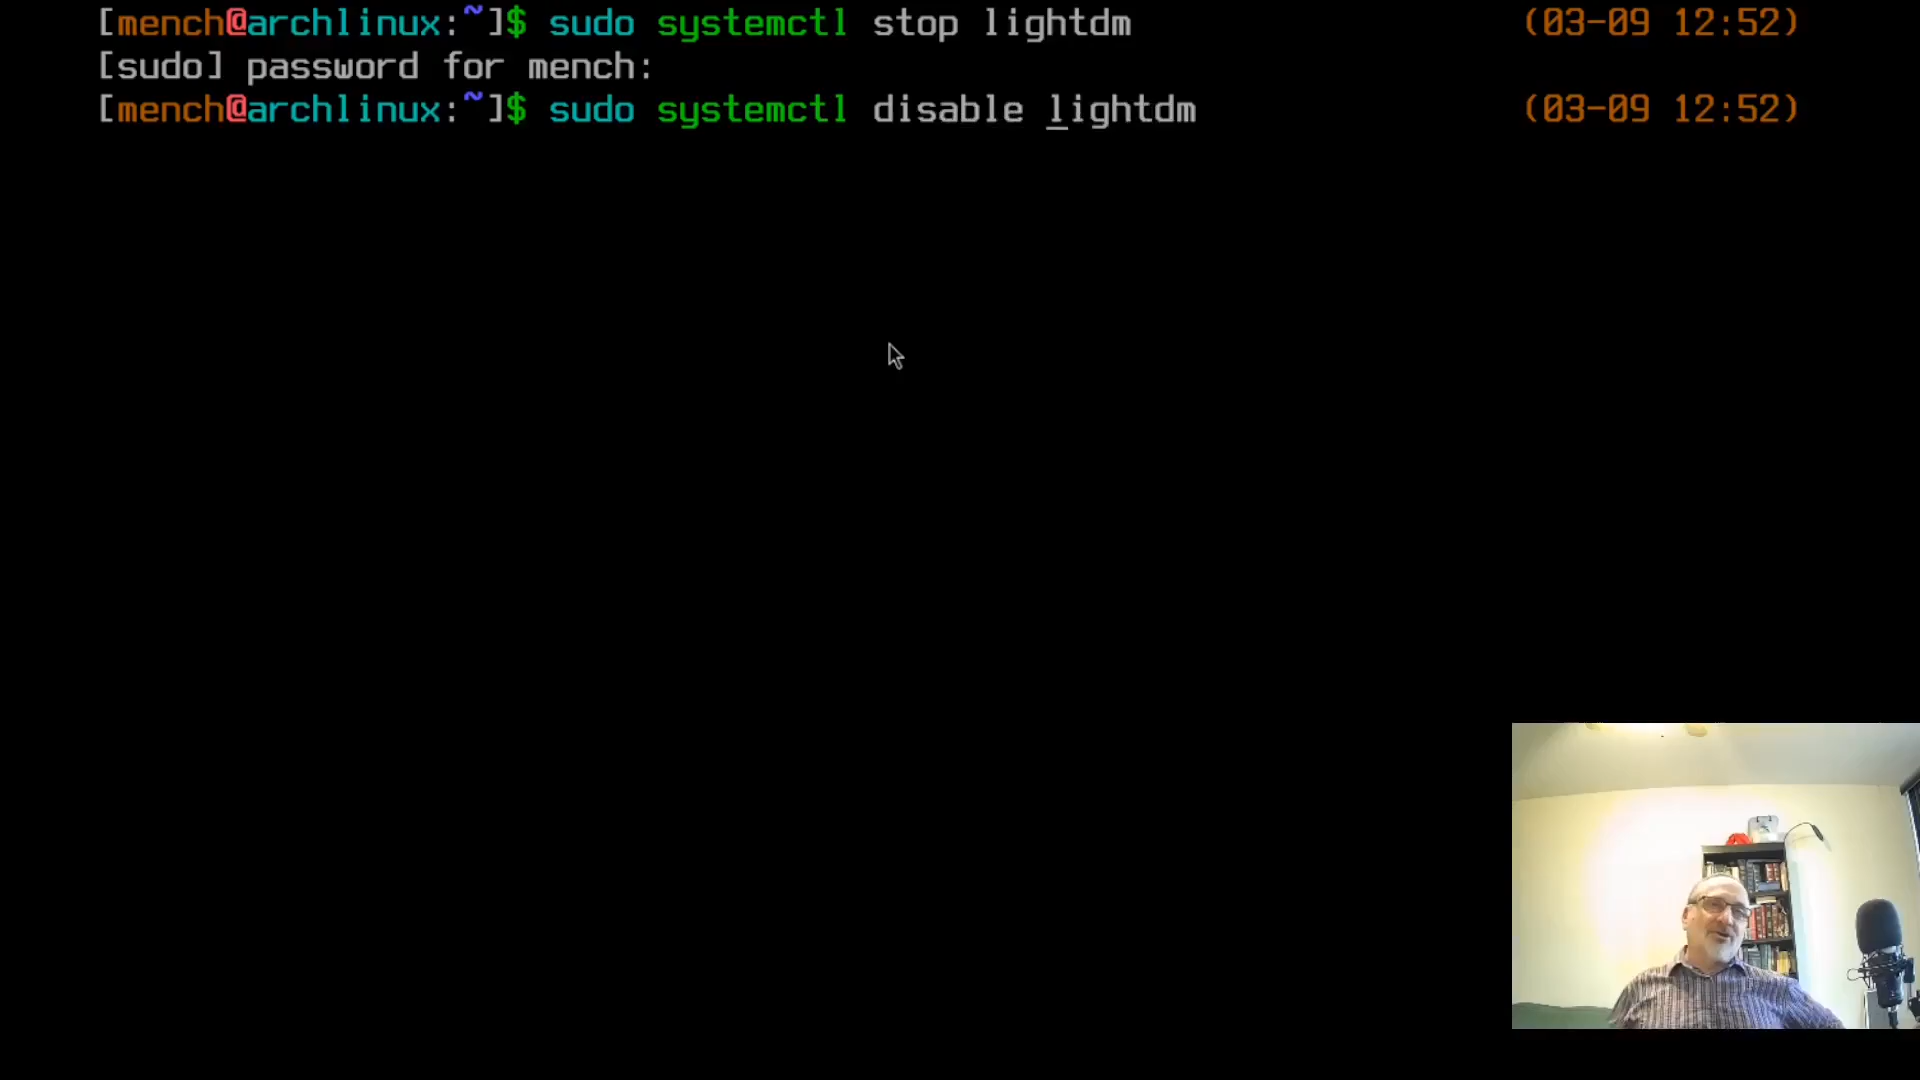 [mench@archlinux:~]$ sudo systemctl stop lightdm (03-09 12:52)
[sudo] password for mench:
[mench@archlinux:~]$ sudo systemctl disable lightdm (03-09 12:52)